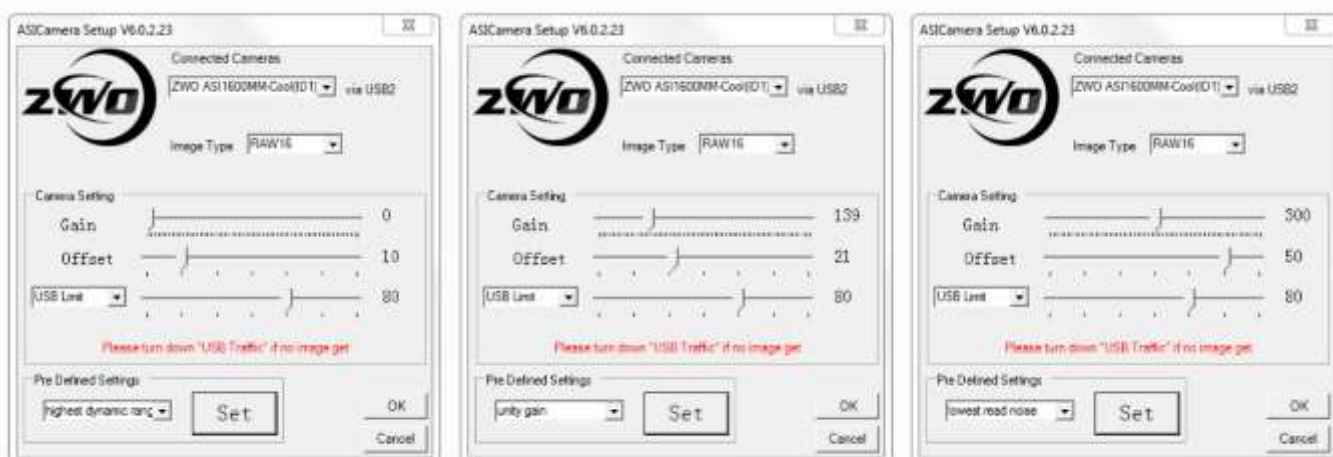 ASICamera Setup V6.0.2.23
Connected Cameras
ZWO
ZWO ASI1600MM-Cool(ID1) via USB2
Image Type RAW16
Camera Setting
Gain 0
Offset 10
USB Limit 80
Please turn down "USB Traffic" if no image get
Pre Defined Settings
highest dynamic rang
Set
OK
Cancel
ASICamera Setup V6.0.2.23
Connected Cameras
ZWO
ZWO ASI1600MM-Cool(ID1) via USB2
Image Type RAW16
Camera Setting
Gain 139
Offset 21
USB Limit 80
Please turn down "USB Traffic" if no image get
Pre Defined Settings
unity gain
Set
OK
Cancel
ASICamera Setup V6.0.2.23
Connected Cameras
ZWO
ZWO ASI1600MM-Cool(ID1) via USB2
Image Type RAW16
Camera Setting
Gain 300
Offset 50
USB Limit 80
Please turn down "USB Traffic" if no image get
Pre Defined Settings
lowest read noise
Set
OK
Cancel